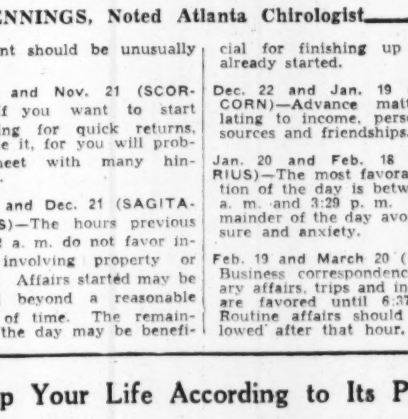 ENNINGS, Noted Atlanta Chirologist
nt should be unusually
and Nov. 21 (SCOR-
f you want to start
ng for quick returns,
e it, for you will prob-
eet with many hin-
and Dec. 21 (SAGITA-
S)—The hours previous
a. m. do not favor in-
involving property or
Affairs started may be
beyond a reasonable
of time. The remain-
the day may be benefi-
cial for finishing up
already started.
Dec. 22 and Jan. 19
CORN)—Advance matt
lating to income, pers
sources and friendships.
Jan. 20 and Feb. 18
RIUS)—The most favora
tion of the day is betw
a. m. and 3:29 p. m.
mainder of the day avo
sure and anxiety.
Feb. 19 and March 20 (
Business correspondenc
ary affairs, trips and in
are favored until 6:37
Routine affairs should
lowed after that hour.
p Your Life According to Its P